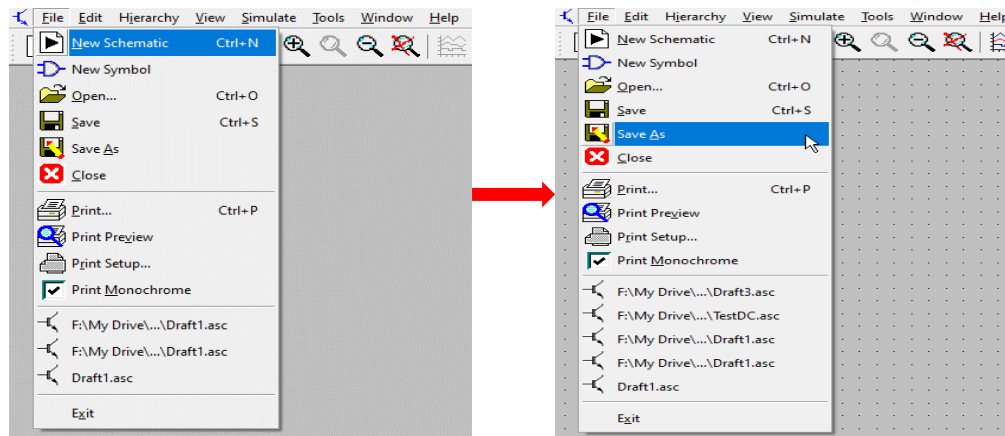 File Edit Hierarchy View Simulate Tools Window Help
New Schematic Ctrl+N
New Symbol
Open... Ctrl+O
Save Ctrl+S
Save As
Close
Print... Ctrl+P
Print Preview
Print Setup...
Print Monochrome
F:\My Drive\...\Draft1.asc
F:\My Drive\...\Draft1.asc
Draft1.asc
Exit
File Edit Hierarchy View Simulate Tools Window Help
New Schematic Ctrl+N
New Symbol
Open... Ctrl+O
Save Ctrl+S
Save As
Close
Print... Ctrl+P
Print Preview
Print Setup...
Print Monochrome
F:\My Drive\...\Draft3.asc
F:\My Drive\...\TestDC.asc
F:\My Drive\...\Draft1.asc
F:\My Drive\...\Draft1.asc
Draft1.asc
Exit